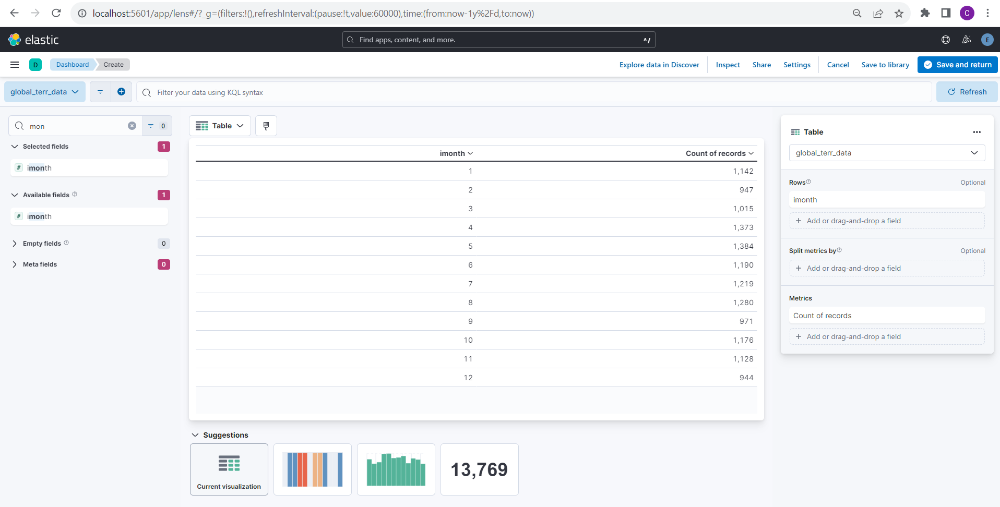 localhost:5601/app/lens#/?_g=(filters:!(),refreshInterval:(pause:!t,value:60000),time:(from:now-1y%2Fd,to:now))
C
elastic
Find apps, content, and more.
^/
E
D
Dashboard
Create
Explore data in Discover
Inspect
Share
Settings
Cancel
Save to library
Save and return
global_terr_data
Filter your data using KQL syntax
Refresh
mon
0
Selected fields
1
# imonth
Available fields
1
# imonth
Empty fields
0
Meta fields
0
Table
imonth Count of records
1 1,142
2 947
3 1,015
4 1,373
5 1,384
6 1,190
7 1,219
8 1,280
9 971
10 1,176
11 1,128
12 944
Suggestions
Current visualization
13,769
Table
global_terr_data
Rows
Optional
imonth
+ Add or drag-and-drop a field
Split metrics by
Optional
+ Add or drag-and-drop a field
Metrics
Count of records
+ Add or drag-and-drop a field